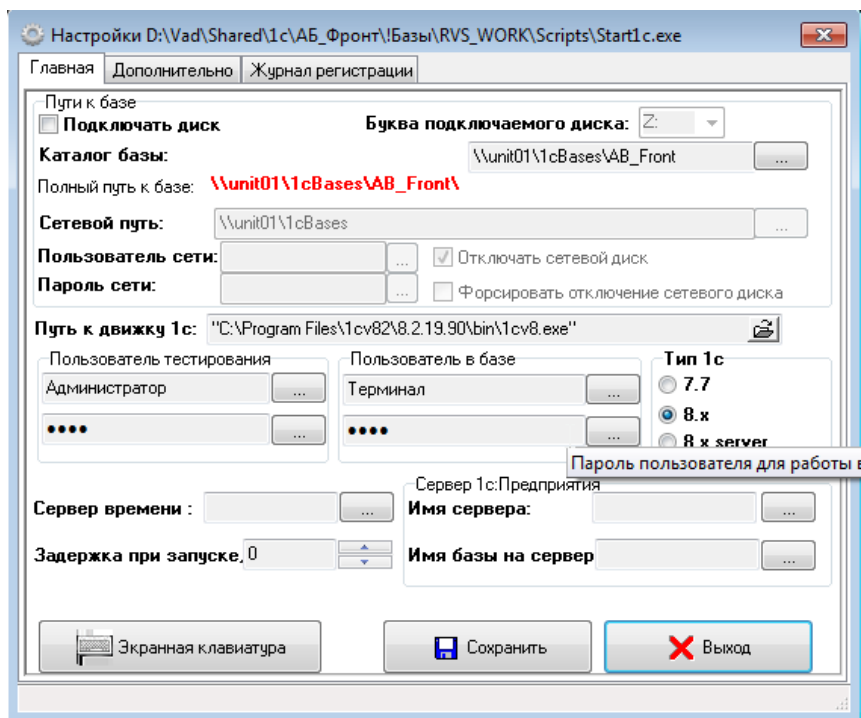 Настройки D:\Vad\Shared\1с\АБ_Фронт\!Базы\RVS_WORK\Scripts\Start1c.exe
Главная Дополнительно Журнал регистрации
Пути к базе
Подключать диск Буква подключаемого диска: Z:
Каталог базы: \\unit01\1cBases\AB_Front ...
Полный путь к базе: \\unit01\1cBases\AB_Front\
Сетевой путь: \\unit01\1cBases ...
Пользователь сети: ... Отключать сетевой диск
Пароль сети: ... Форсировать отключение сетевого диска
Путь к движку 1с: "C:\Program Files\1cv82\8.2.19.90\bin\1cv8.exe"
Пользователь тестирования Пользователь в базе Тип 1с
Администратор ... Терминал ... 7.7
•••• ... •••• ... 8.x
8.x server
Пароль пользователя для работы в
Сервер 1с:Предприятия
Сервер времени : ... Имя сервера: ...
Задержка при запуске, 0 Имя базы на сервер ...
Экранная клавиатура Сохранить Выход